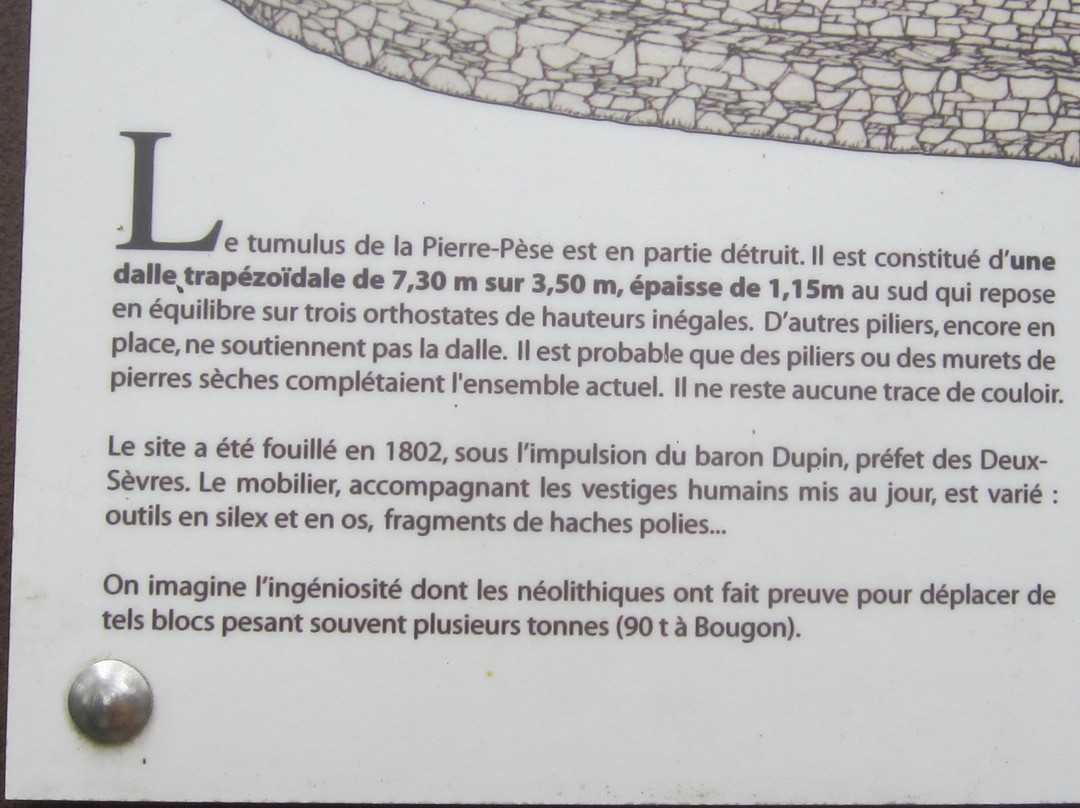 Le tumulus de la Pierre-Pèse est en partie détruit. Il est constitué d'une
dalle trapézoïdale de 7,30 m sur 3,50 m, épaisse de 1,15m au sud qui repose
en équilibre sur trois orthostates de hauteurs inégales. D'autres piliers, encore en
place, ne soutiennent pas la dalle. Il est probable que des piliers ou des murets de
pierres sèches complétaient l'ensemble actuel. Il ne reste aucune trace de couloir.
Le site a été fouillé en 1802, sous l'impulsion du baron Dupin, préfet des Deux-
Sèvres. Le mobilier, accompagnant les vestiges humains mis au jour, est varié :
outils en silex et en os, fragments de haches polies...
On imagine l'ingéniosité dont les néolithiques ont fait preuve pour déplacer de
tels blocs pesant souvent plusieurs tonnes (90 t à Bougon).